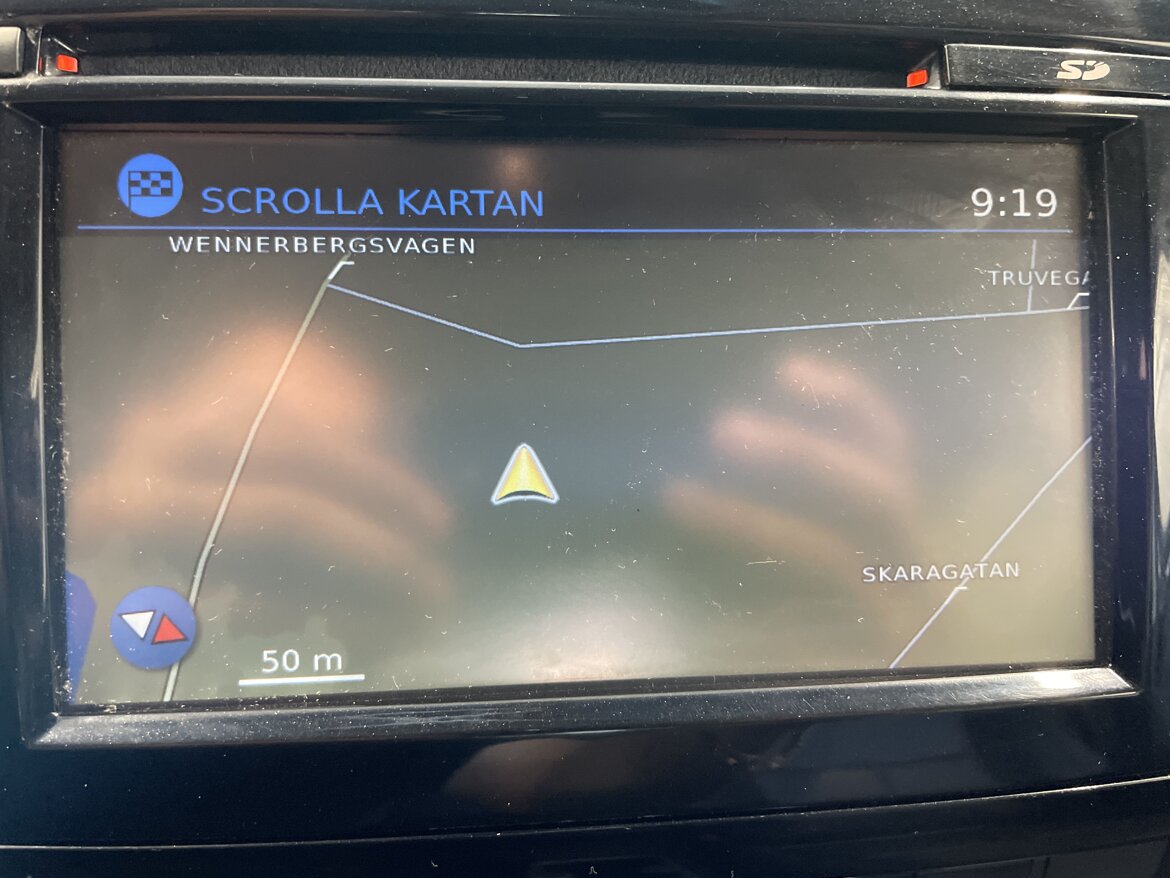 SD
SCROLLA KARTAN
9:19
WENNERBERGSVAGEN
TRUVEGA
SKARAGATAN
50 m